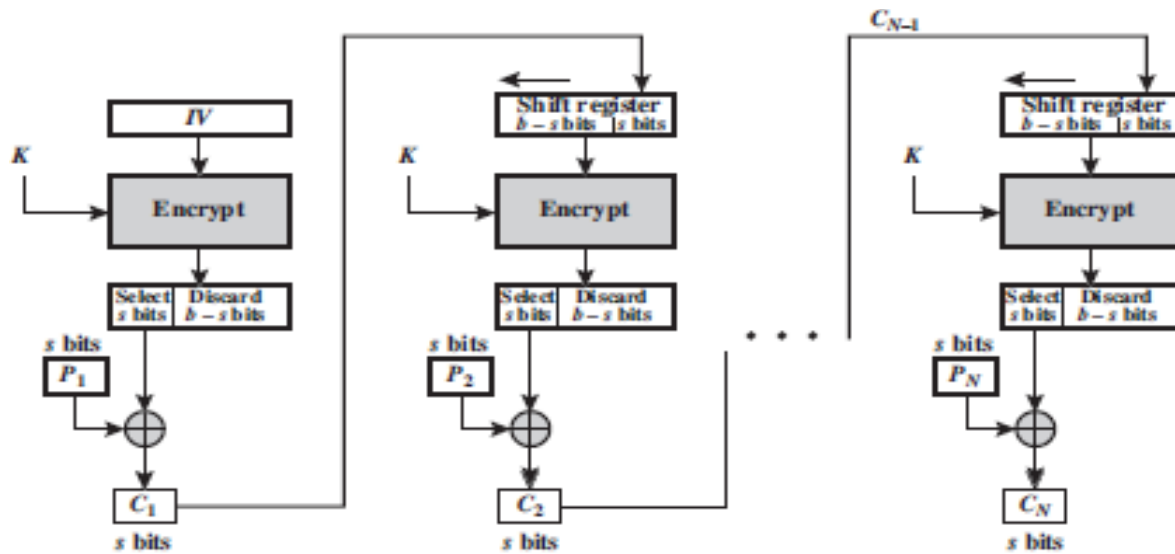 C_{N-1}
IV
Shift register
b – s bits | s bits
Shift register
b – s bits | s bits
K
K
K
Encrypt
Encrypt
Encrypt
Select Discard
s bits b – s bits
Select Discard
s bits b – s bits
Select Discard
s bits b – s bits
s bits
P_1
s bits
P_2
. . .
s bits
P_N
C_1
s bits
C_2
s bits
C_N
s bits